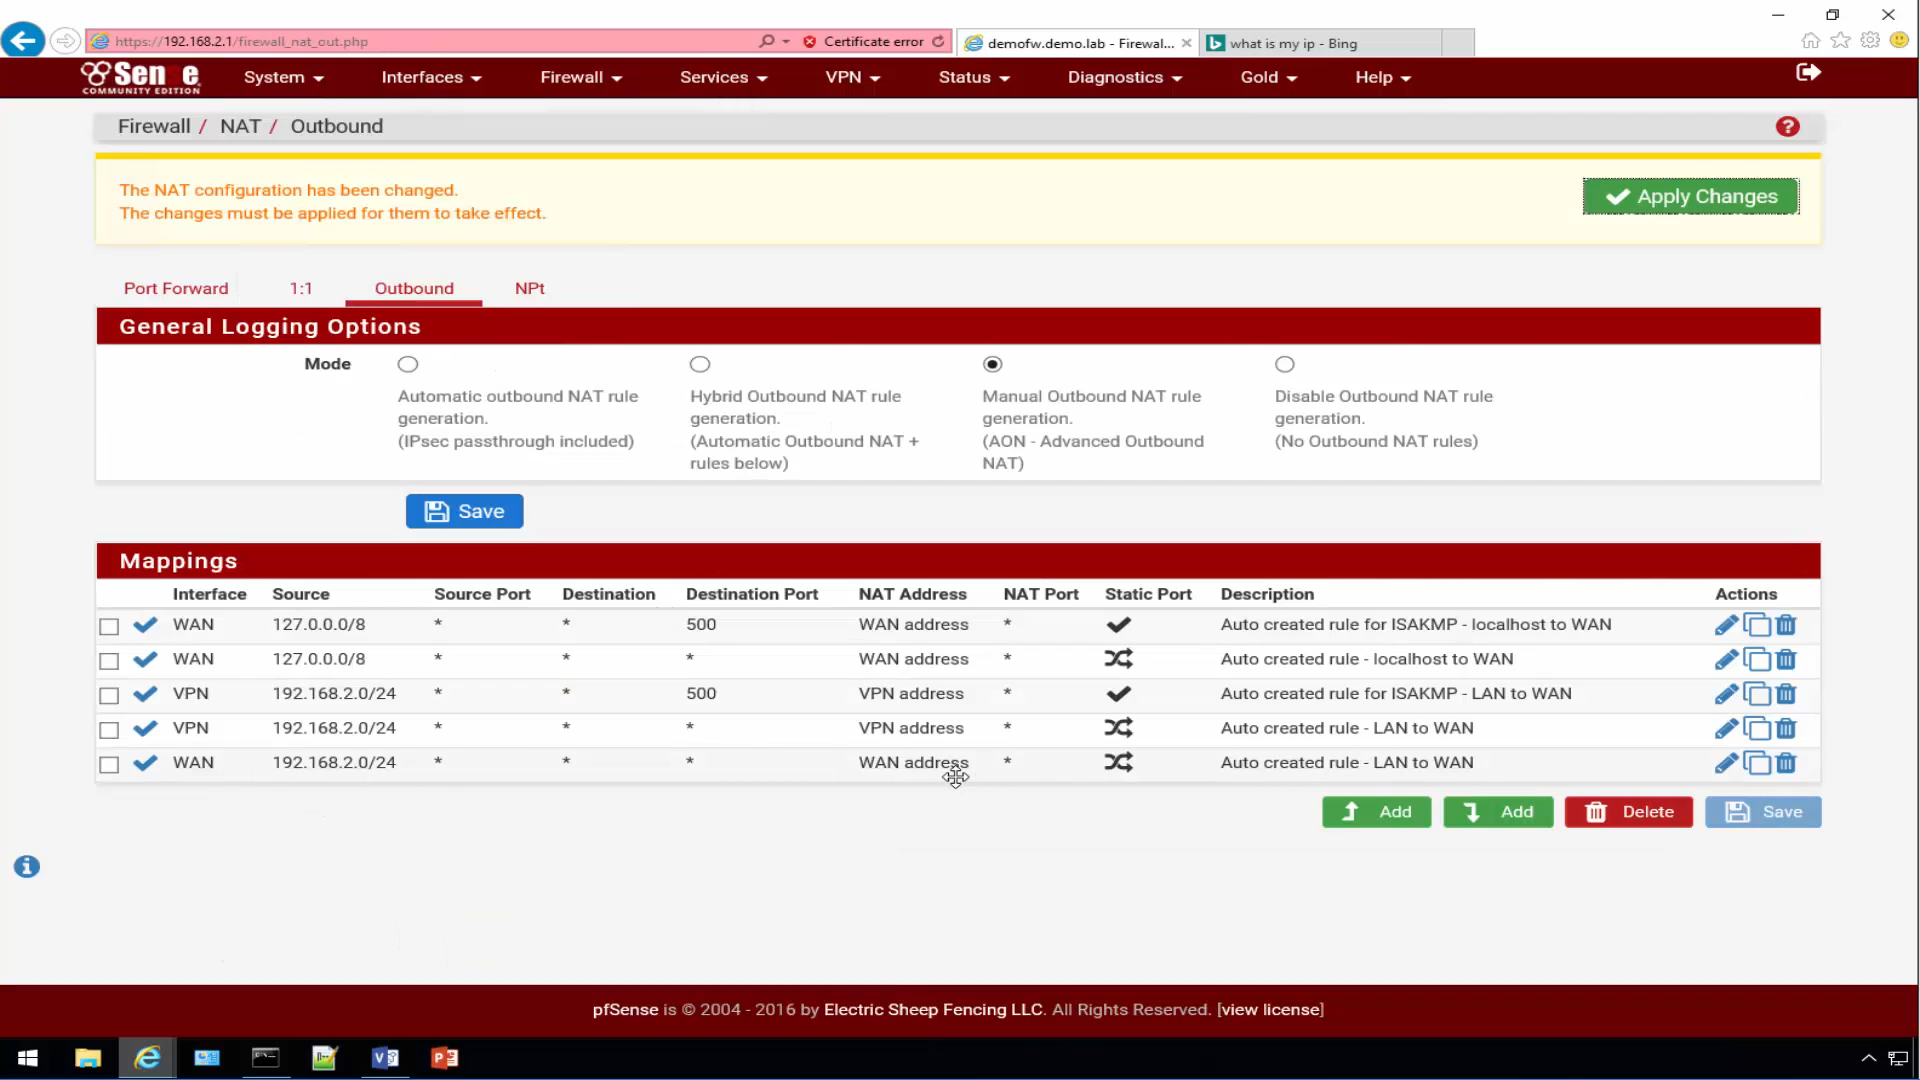 https://192.168.2.1/firewall_nat_out.php
Certificate error
demofw.demo.lab - Firewal...
what is my ip - Bing
Sense
COMMUNITY EDITION
System
Interfaces
Firewall
Services
VPN
Status
Diagnostics
Gold
Help
Firewall / NAT / Outbound
The NAT configuration has been changed.
The changes must be applied for them to take effect.
Apply Changes
Port Forward
1:1
Outbound
NPt
General Logging Options
Mode
Automatic outbound NAT rule
generation.
(IPsec passthrough included)
Hybrid Outbound NAT rule
generation.
(Automatic Outbound NAT +
rules below)
Manual Outbound NAT rule
generation.
(AON - Advanced Outbound
NAT)
Disable Outbound NAT rule
generation.
(No Outbound NAT rules)
Save
Mappings
Interface Source Source Port Destination Destination Port NAT Address NAT Port Static Port Description Actions
WAN 127.0.0.0/8 * * 500 WAN address * Auto created rule for ISAKMP - localhost to WAN
WAN 127.0.0.0/8 * * * WAN address * Auto created rule - localhost to WAN
VPN 192.168.2.0/24 * * 500 VPN address * Auto created rule for ISAKMP - LAN to WAN
VPN 192.168.2.0/24 * * * VPN address * Auto created rule - LAN to WAN
WAN 192.168.2.0/24 * * * WAN address * Auto created rule - LAN to WAN
Add
Add
Delete
Save
pfSense is © 2004 - 2016 by Electric Sheep Fencing LLC. All Rights Reserved. [view license]